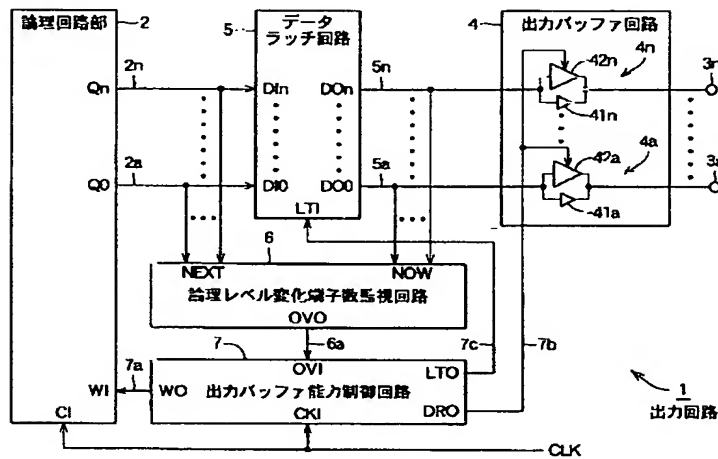 論理回路部
2
5
データ
ラッチ回路
4
出力バッファ回路
Qn
2n
DIn
DOn
5n
42n
4n
3n
41n
Q0
2a
DI0
DO0
5a
42a
4a
3a
41a
LTI
6
NEXT
NOW
論理レベル変化端子数監視回路
OVO
6a
7
7c
7b
OVI
LTO
7a
WI
WO
出力バッファ能力制御回路
DRO
CI
CKI
1
出力回路
CLK